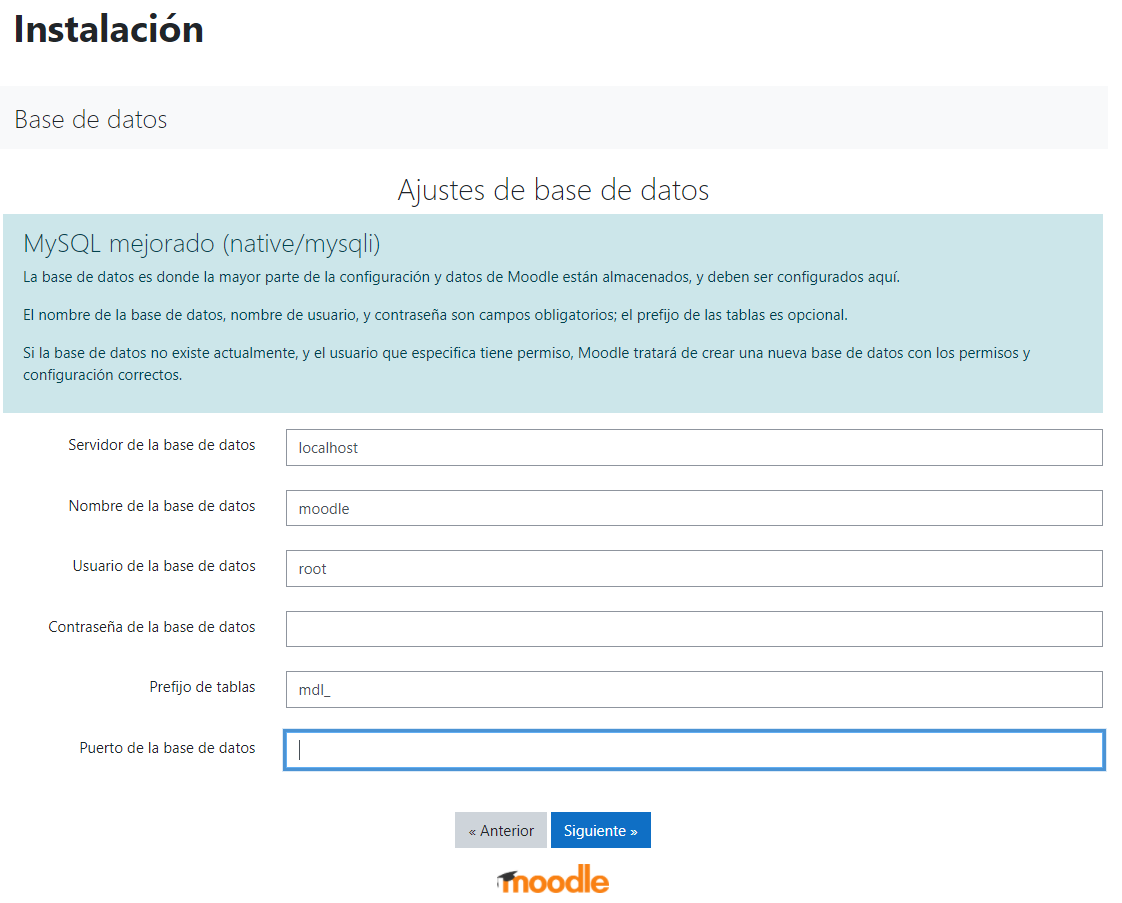 Instalación
Base de datos
Ajustes de base de datos
MySQL mejorado (native/mysqli)
La base de datos es donde la mayor parte de la configuración y datos de Moodle están almacenados, y deben ser configurados aquí.
El nombre de la base de datos, nombre de usuario, y contraseña son campos obligatorios; el prefijo de las tablas es opcional.
Si la base de datos no existe actualmente, y el usuario que especifica tiene permiso, Moodle tratará de crear una nueva base de datos con los permisos y
configuración correctos.
Servidor de la base de datos localhost
Nombre de la base de datos moodle
Usuario de la base de datos root
Contraseña de la base de datos
Prefijo de tablas mdl_
Puerto de la base de datos
« Anterior Siguiente »
moodle